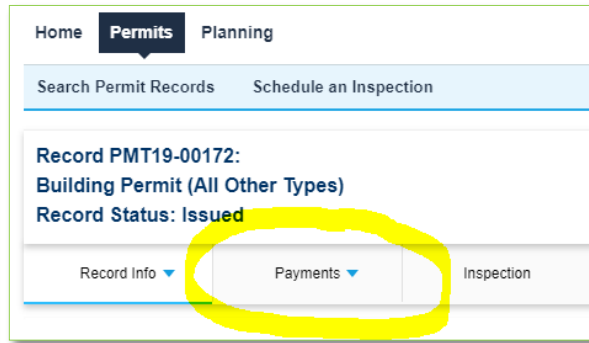 Home Permits Planning
Search Permit Records Schedule an Inspection
Record PMT19-00172:
Building Permit (All Other Types)
Record Status: Issued
Record Info Payments Inspection